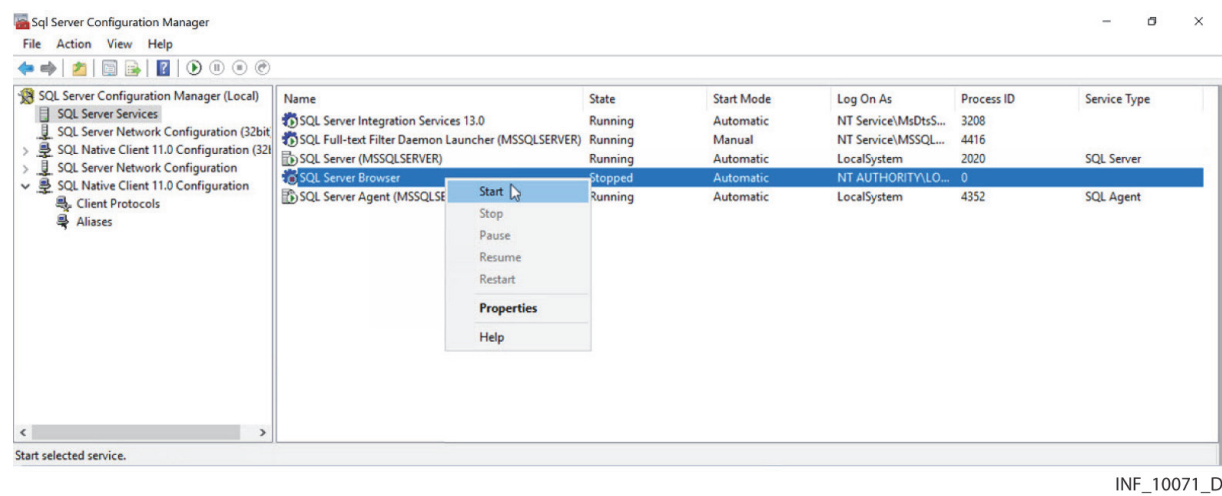 Sql Server Configuration Manager
File Action View Help
SQL Server Configuration Manager (Local)
SQL Server Services
SQL Server Network Configuration (32bit
SQL Native Client 11.0 Configuration (32b
SQL Server Network Configuration
SQL Native Client 11.0 Configuration
Client Protocols
Aliases
Name State Start Mode Log On As Process ID Service Type
SQL Server Integration Services 13.0 Running Automatic NT Service\MsDtsS... 3208
SQL Full-text Filter Daemon Launcher (MSSQLSERVER) Running Manual NT Service\MSSQL... 4416
SQL Server (MSSQLSERVER) Running Automatic LocalSystem 2020 SQL Server
SQL Server Browser Stopped Automatic NT AUTHORITY\LO... 0
SQL Server Agent (MSSQLSE Running Automatic LocalSystem 4352 SQL Agent
Start
Stop
Pause
Resume
Restart
Properties
Help
Start selected service.
INF_10071_D